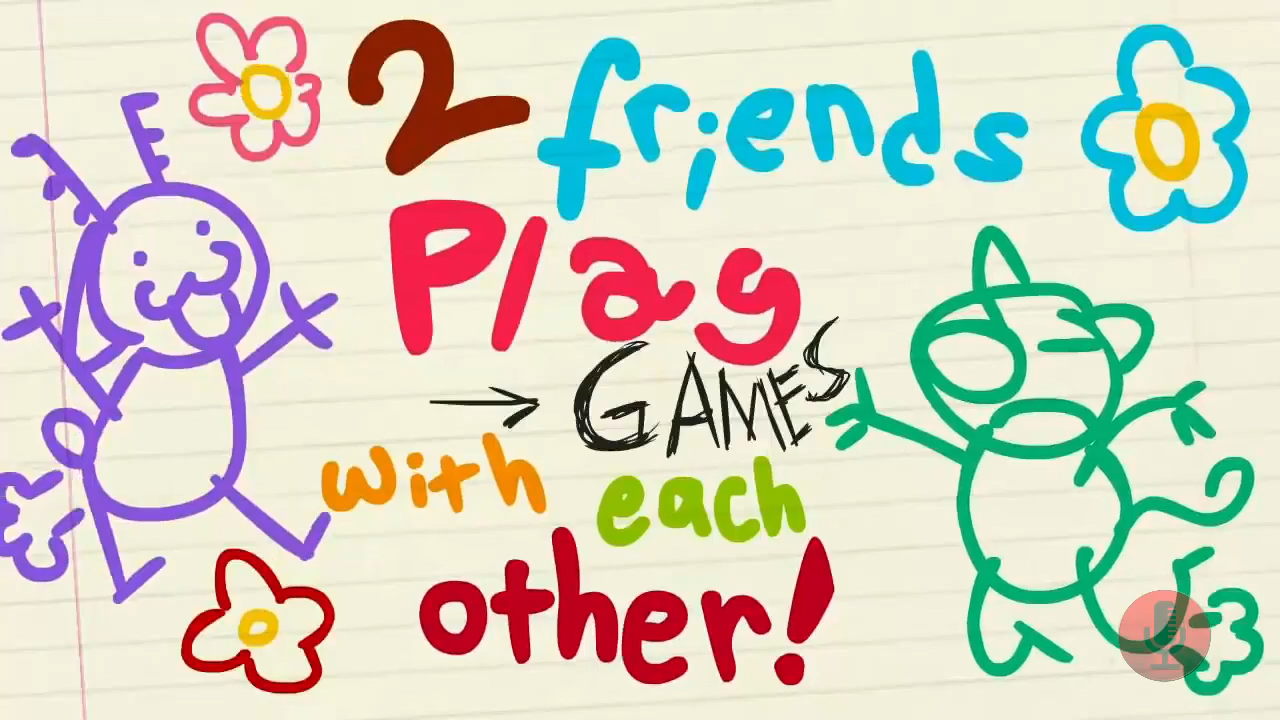 2 friends
Play
→ GAMES
with each
other!